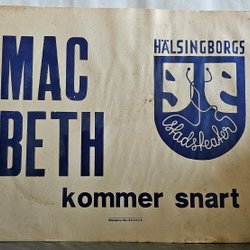 MAC
BETH
HÄLSINGBORGS
stadsteater
kommer snart